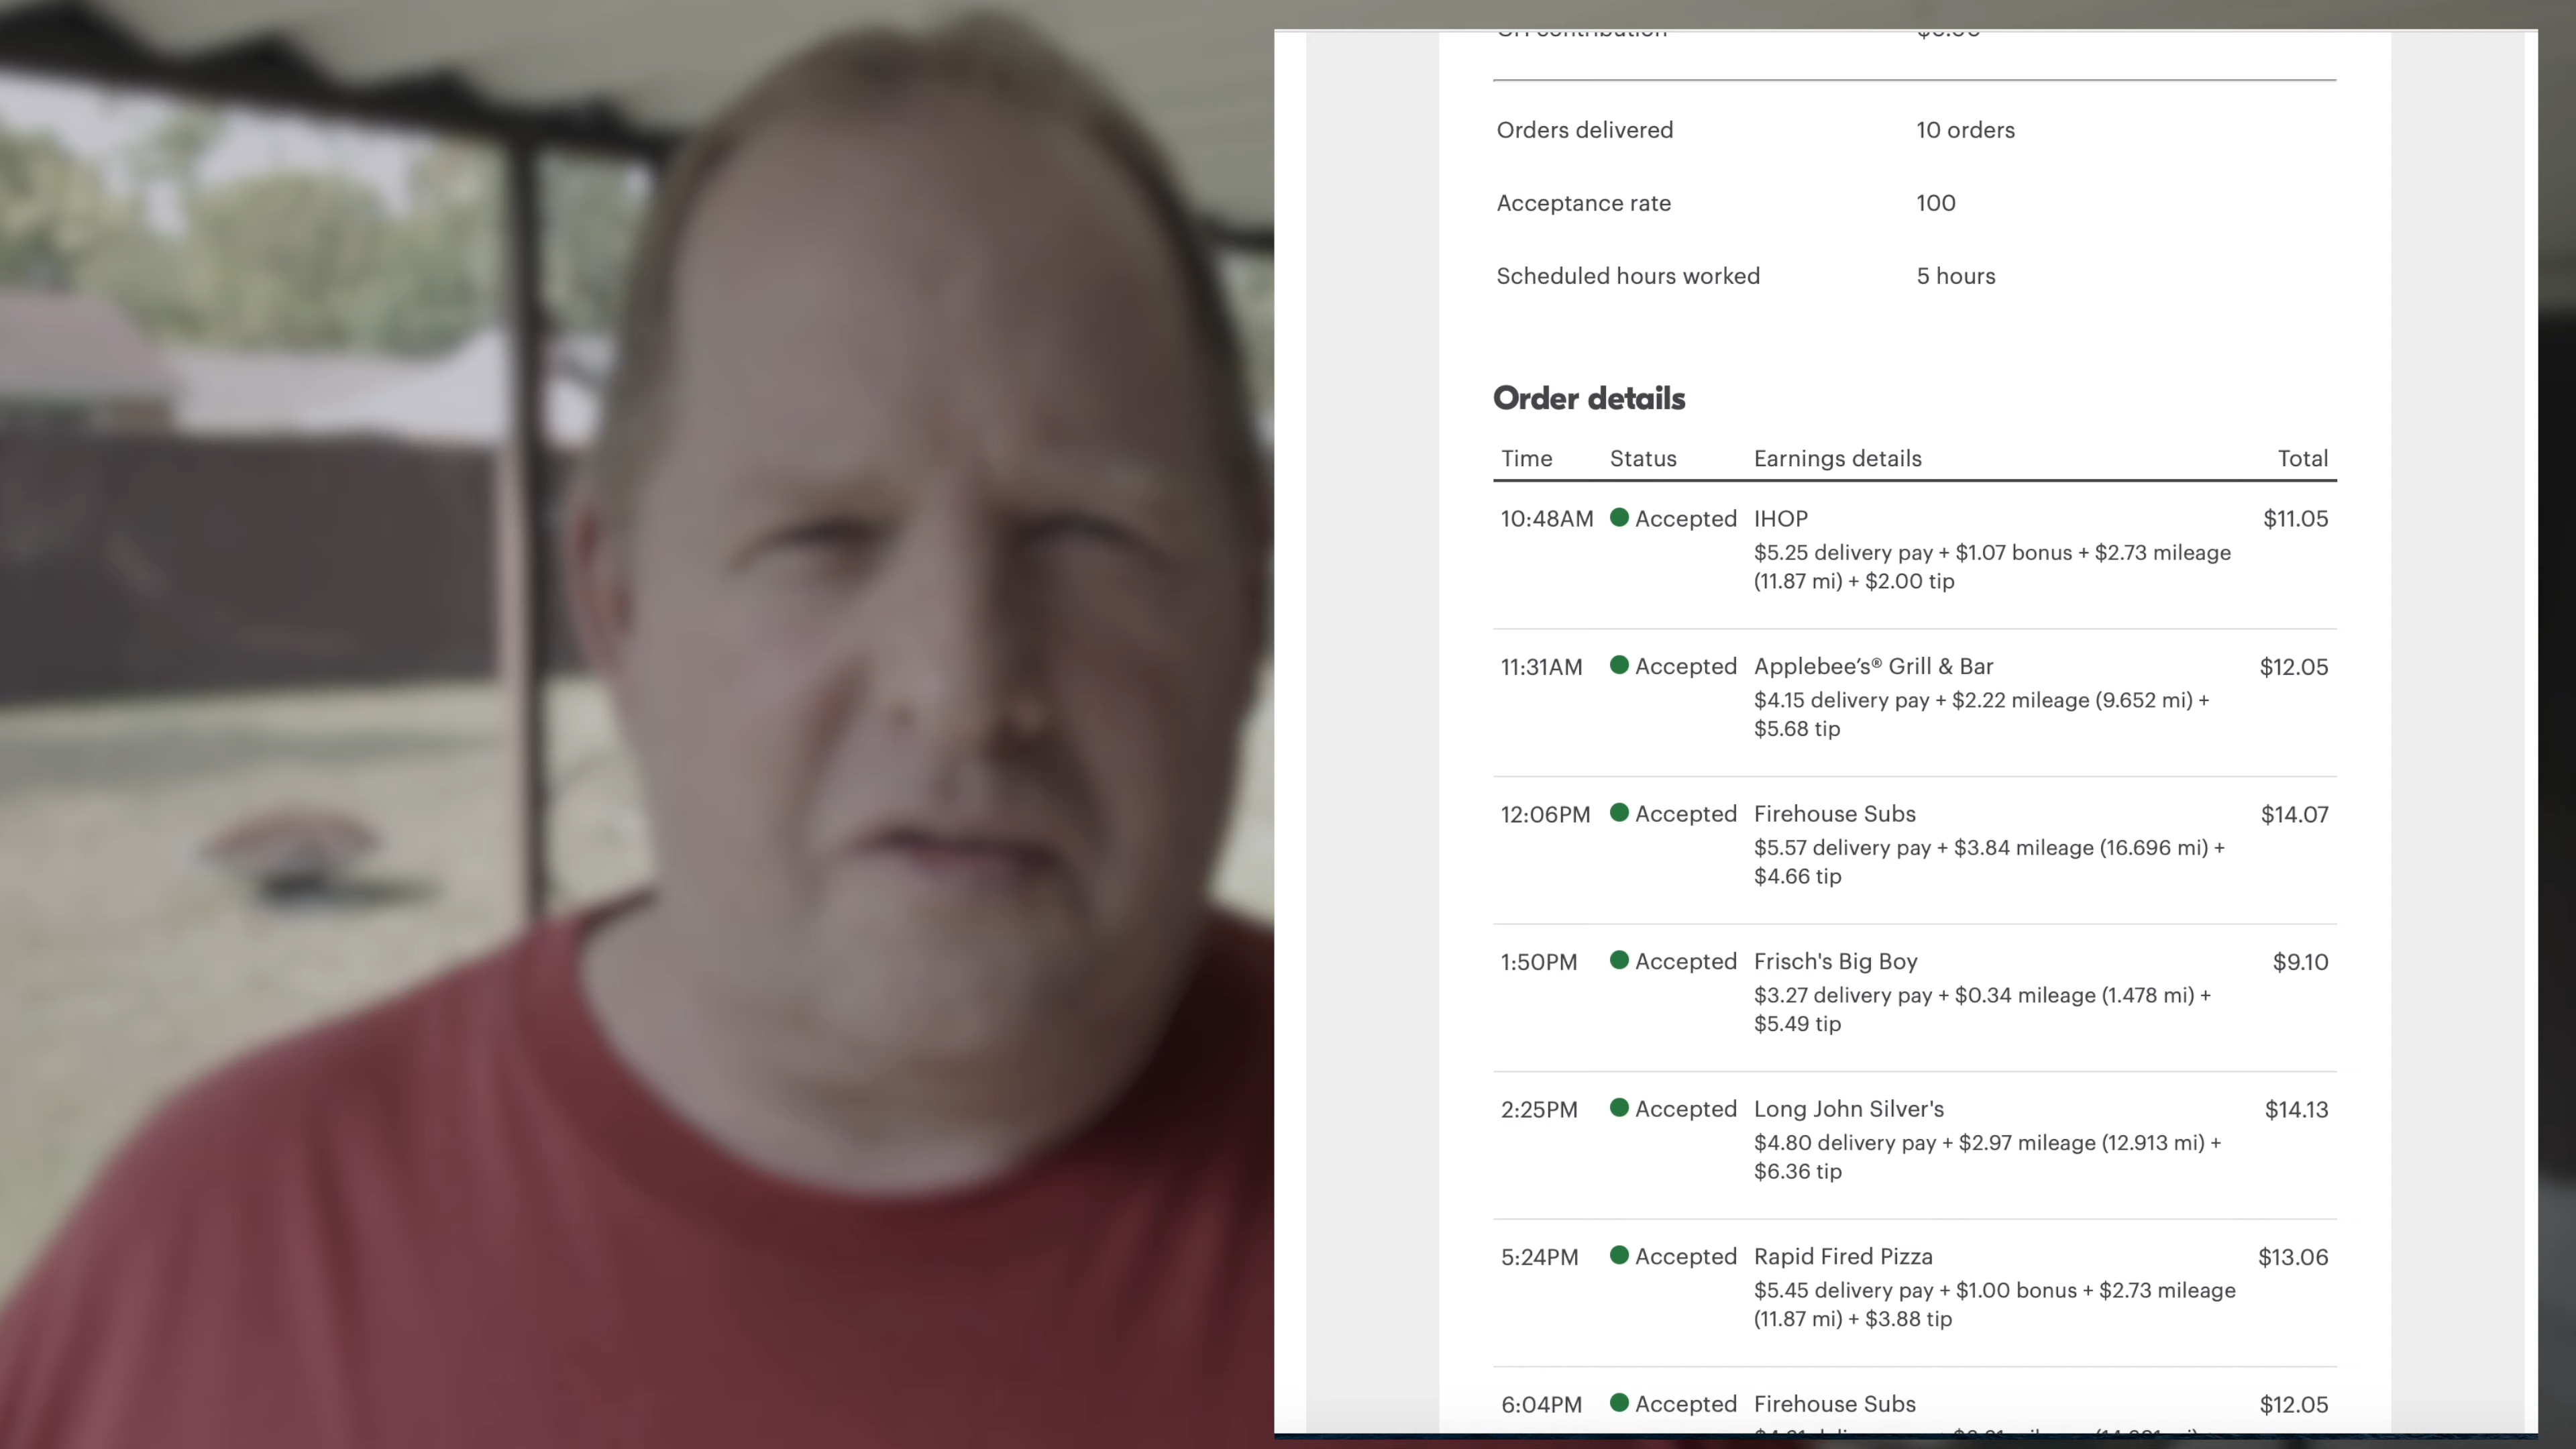 Orders delivered 10 orders
Acceptance rate 100
Scheduled hours worked 5 hours
Order details
Time Status Earnings details Total
10:48AM Accepted IHOP $11.05
$5.25 delivery pay + $1.07 bonus + $2.73 mileage
(11.87 mi) + $2.00 tip
11:31AM Accepted Applebee’s® Grill & Bar $12.05
$4.15 delivery pay + $2.22 mileage (9.652 mi) +
$5.68 tip
12:06PM Accepted Firehouse Subs $14.07
$5.57 delivery pay + $3.84 mileage (16.696 mi) +
$4.66 tip
1:50PM Accepted Frisch's Big Boy $9.10
$3.27 delivery pay + $0.34 mileage (1.478 mi) +
$5.49 tip
2:25PM Accepted Long John Silver's $14.13
$4.80 delivery pay + $2.97 mileage (12.913 mi) +
$6.36 tip
5:24PM Accepted Rapid Fired Pizza $13.06
$5.45 delivery pay + $1.00 bonus + $2.73 mileage
(11.87 mi) + $3.88 tip
6:04PM Accepted Firehouse Subs $12.05